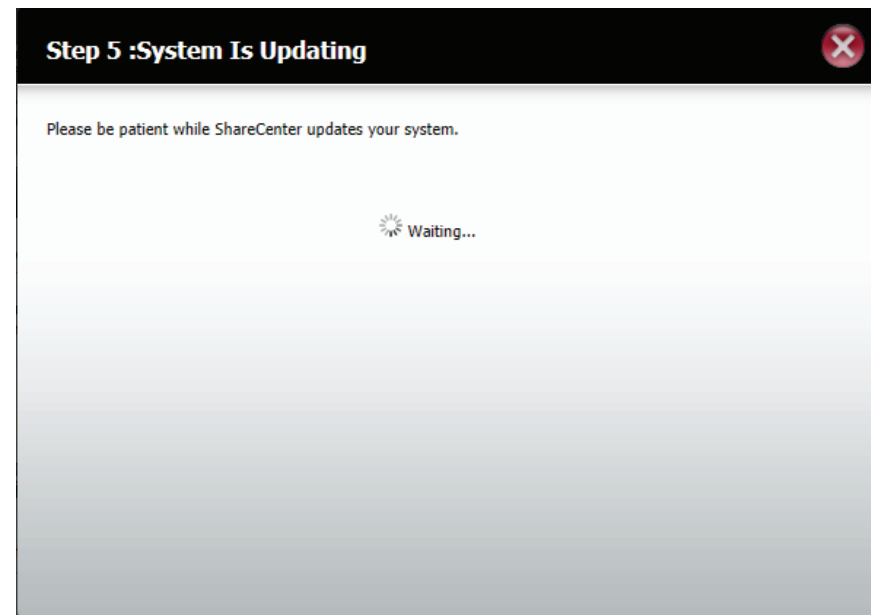 Step 5 :System Is Updating
Please be patient while ShareCenter updates your system.
Waiting...